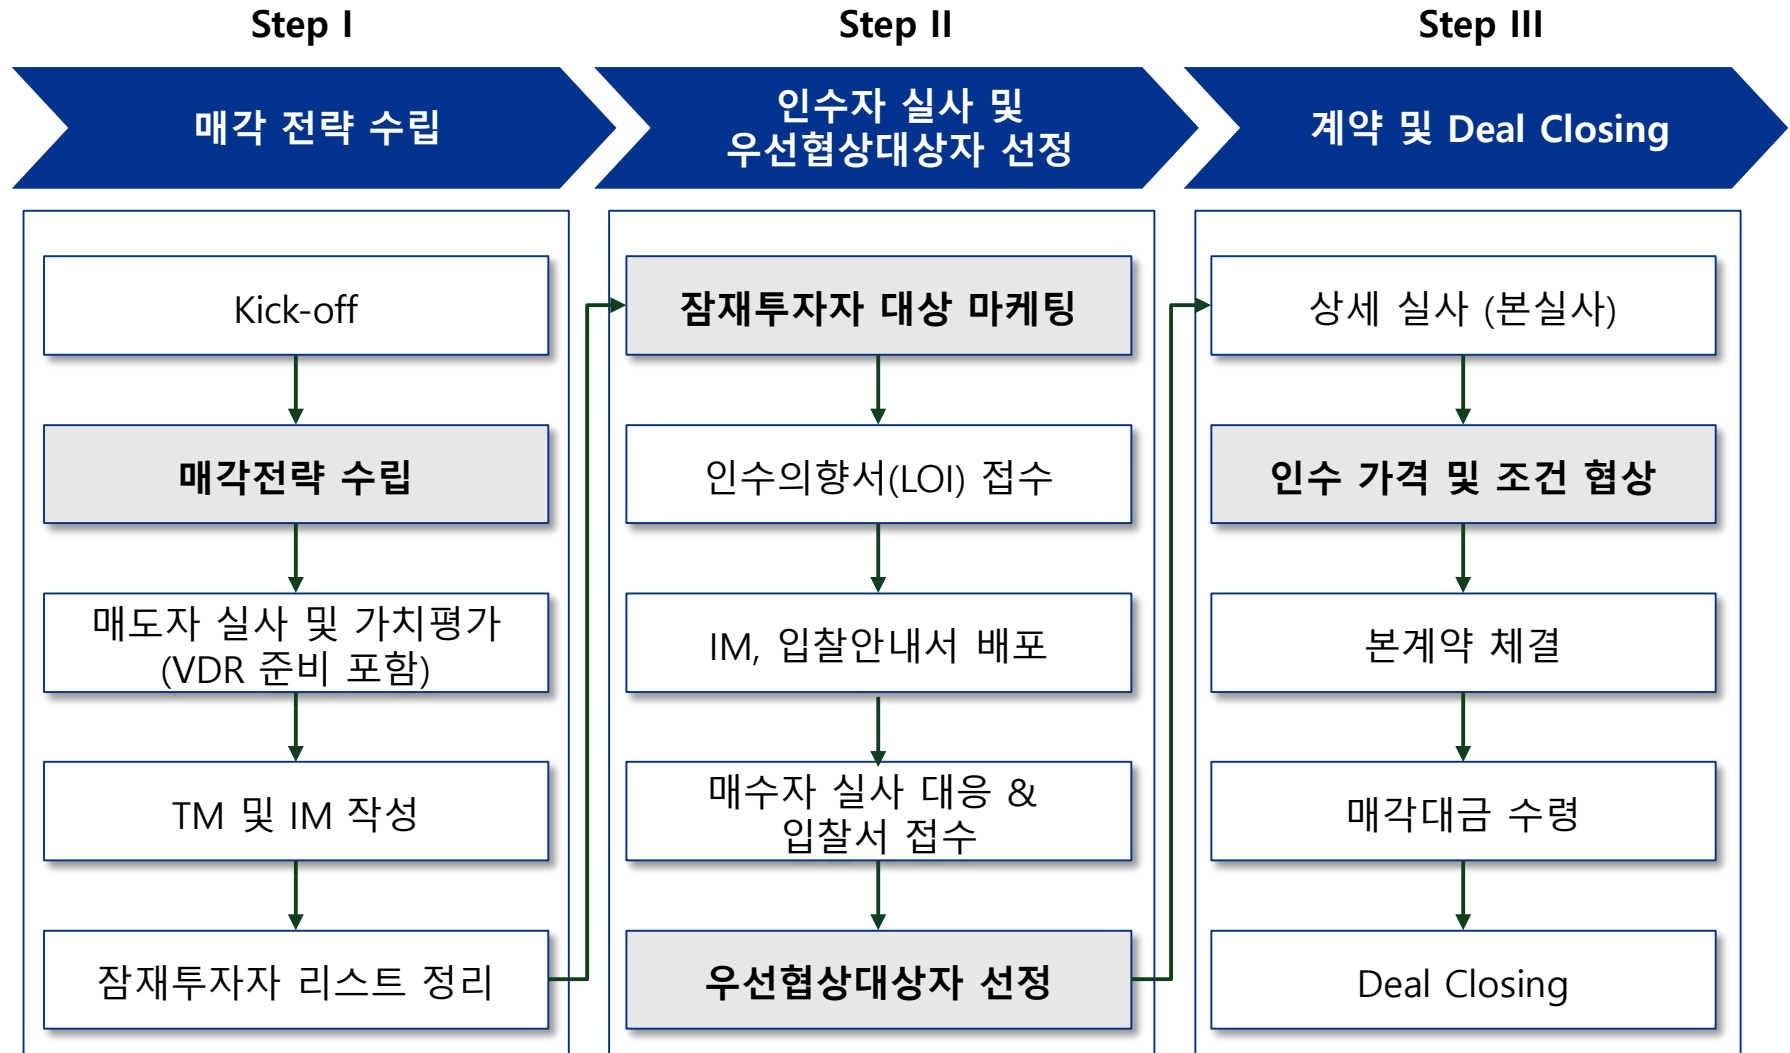 Step I
매각 전략 수립
Kick-off
매각전략 수립
매도자 실사 및 가치평가
(VDR 준비 포함)
TM 및 IM 작성
잠재투자자 리스트 정리
Step II
인수자 실사 및
우선협상대상자 선정
잠재투자자 대상 마케팅
인수의향서(LOI) 접수
IM, 입찰안내서 배포
매수자 실사 대응 &
입찰서 접수
우선협상대상자 선정
Step III
계약 및 Deal Closing
상세 실사 (본실사)
인수 가격 및 조건 협상
본계약 체결
매각대금 수령
Deal Closing